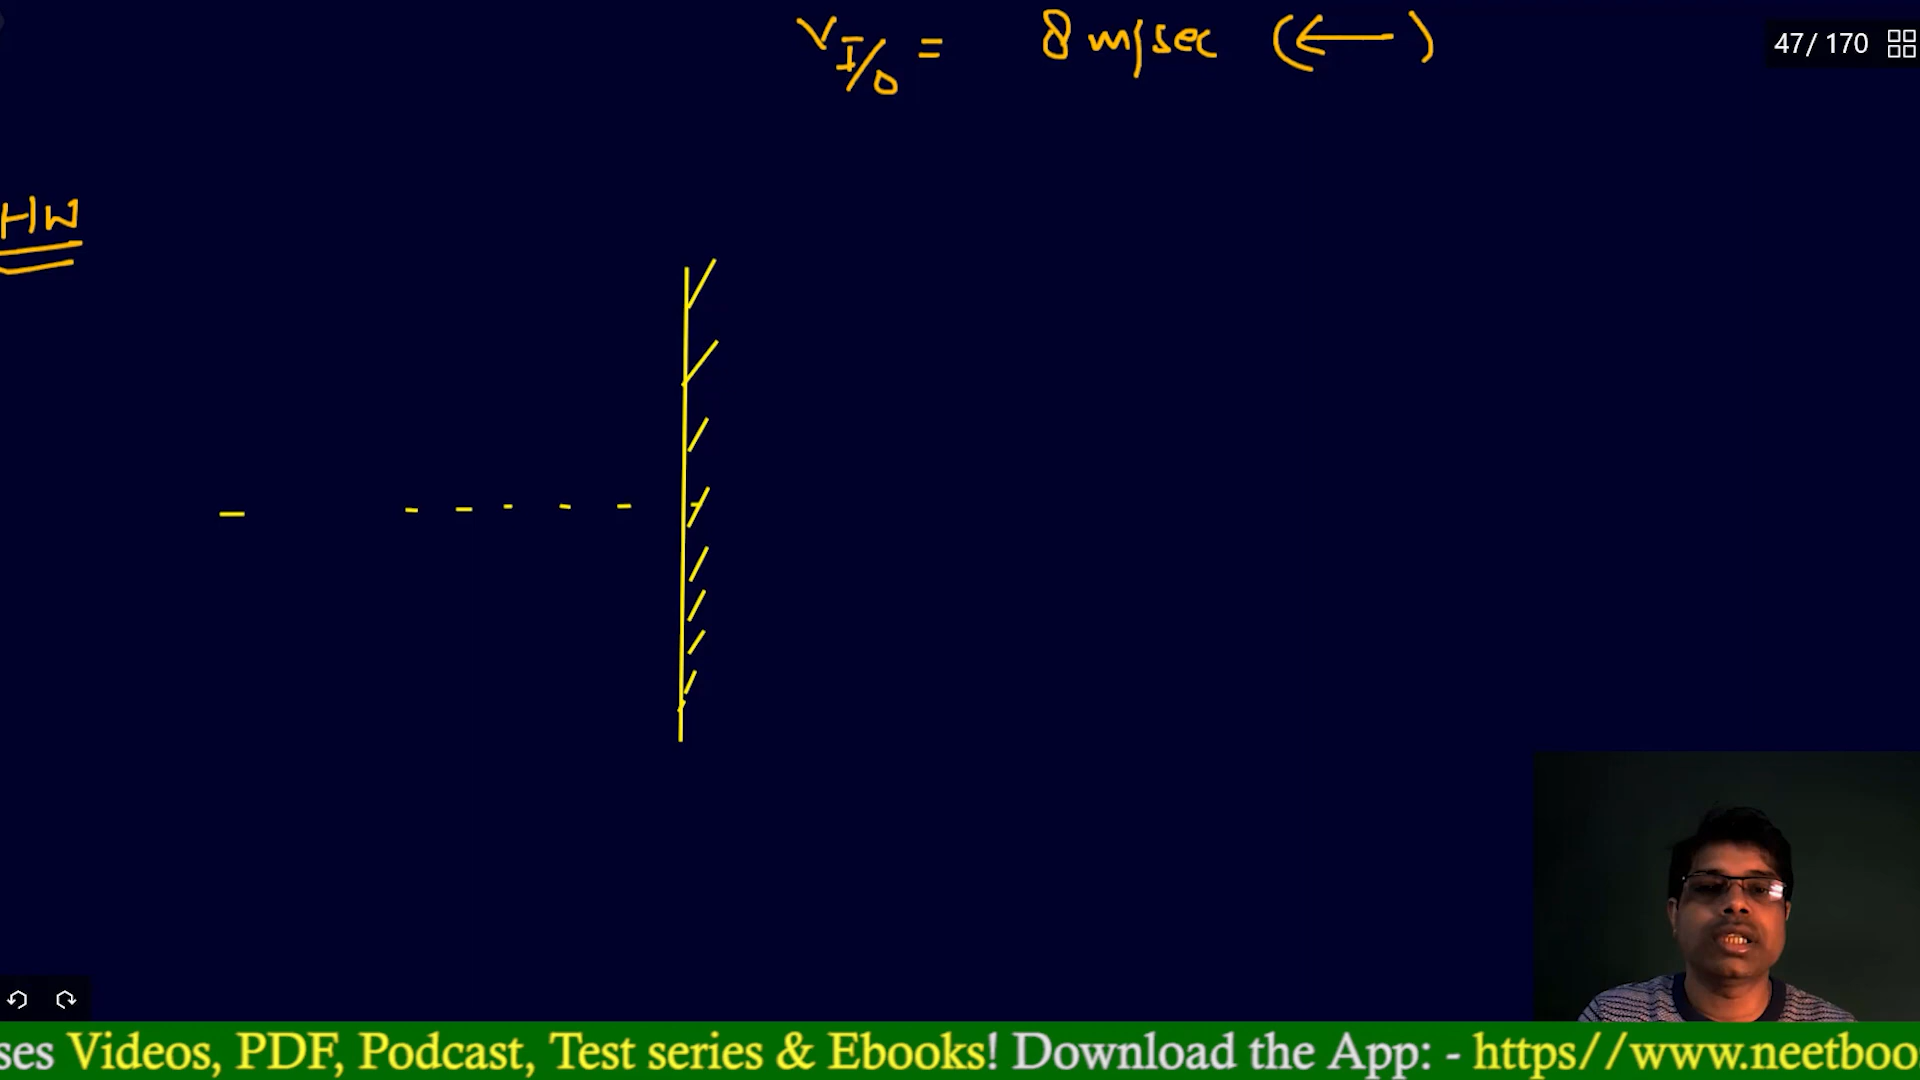 V I/O = 8 m/sec (←)
47/ 170
HW
ses Videos, PDF, Podcast, Test series & Ebooks! Download the App: - https//www.neetboo